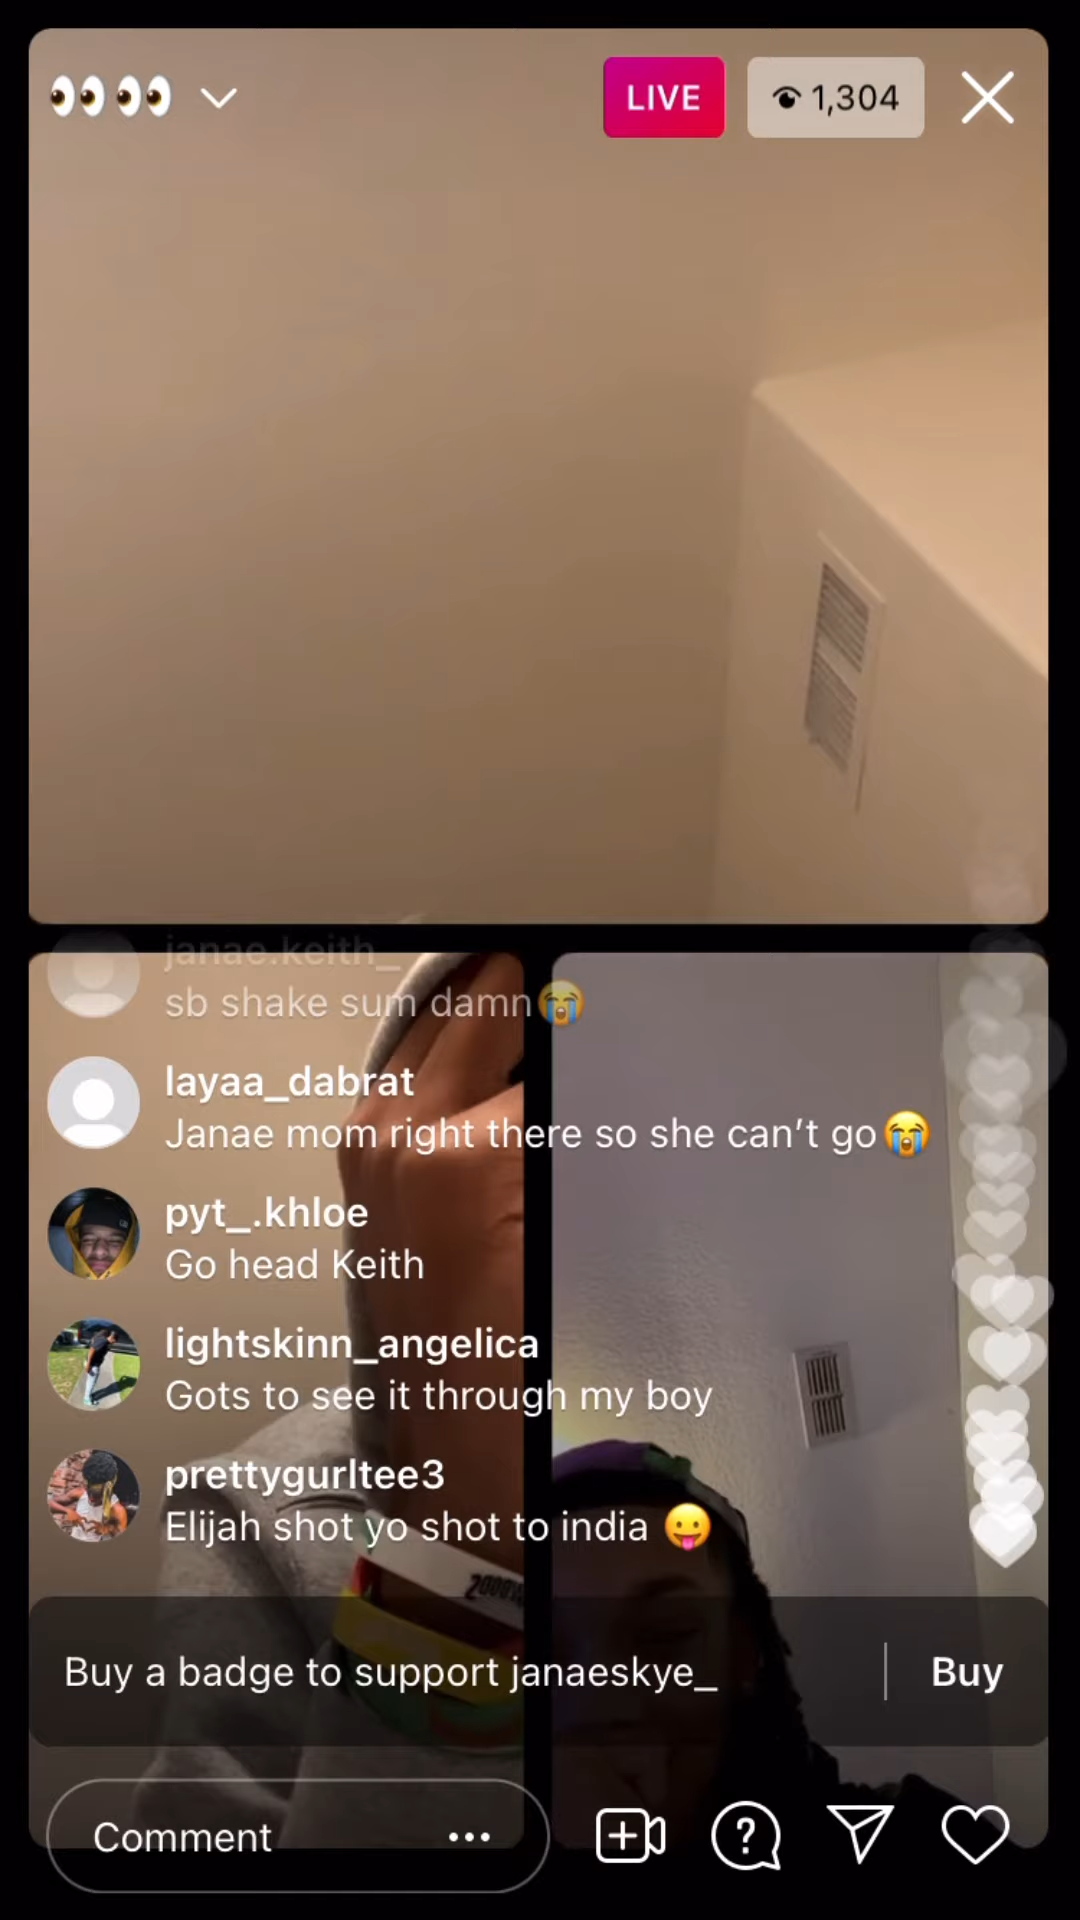 👀👀
LIVE
1,304
janae.keith_
sb shake sum damn😭
layaa_dabrat
Janae mom right there so she can’t go😭
pyt_.khloe
Go head Keith
lightskinn_angelica
Gots to see it through my boy
prettygurltee3
Elijah shot yo shot to india 😛
Buy a badge to support janaeskye_
Buy
Comment